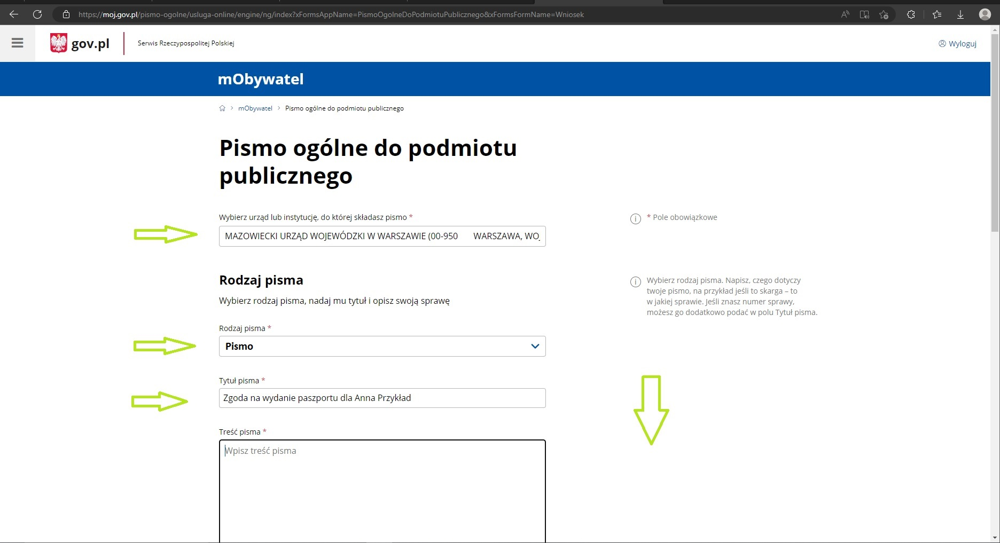 https://moj.gov.pl/pismo-ogolne/usluga-online/engine/ng/index?xFormsAppName=PismoOgolneDoPodmiotuPublicznego&xFormsFormName=Wniosek
gov.pl
Serwis Rzeczypospolitej Polskiej
Wyloguj
mObywatel
mObywatel
Pismo ogólne do podmiotu publicznego
Pismo ogólne do podmiotu
publicznego
Wybierz urząd lub instytucję, do której składasz pismo *
* Pole obowiązkowe
MAZOWIECKI URZĄD WOJEWÓDZKI W WARSZAWIE (00-950 WARSZAWA, WOJ
Rodzaj pisma
Wybierz rodzaj pisma, nadaj mu tytuł i opisz swoją sprawę
Wybierz rodzaj pisma. Napisz, czego dotyczy
twoje pismo, na przykład jeśli to skarga – to
w jakiej sprawie. Jeśli znasz numer sprawy,
możesz go dodatkowo podać w polu Tytuł pisma.
Rodzaj pisma *
Pismo
Tytuł pisma *
Zgoda na wydanie paszportu dla Anna Przykład
Treść pisma *
Wpisz treść pisma